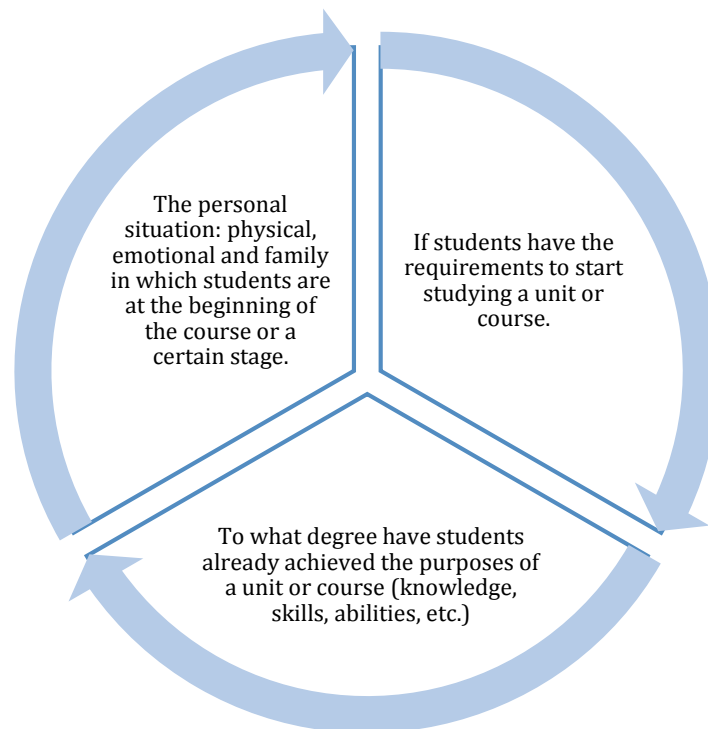 The personal
situation: physical,
emotional and family
in which students are
at the beginning of
the course or a
certain stage.
If students have the
requirements to start
studying a unit or
course.
To what degree have students
already achieved the purposes of
a unit or course (knowledge,
skills, abilities, etc.)